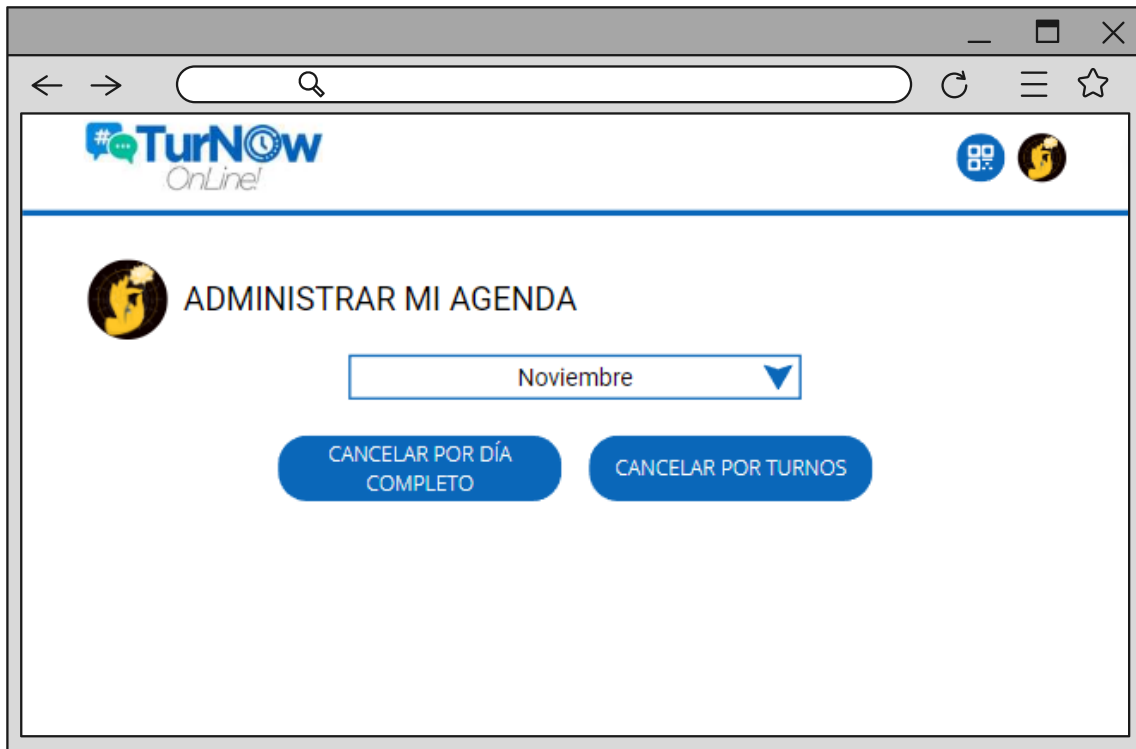 #TurNOw
OnLine!
ADMINISTRAR MI AGENDA
Noviembre
CANCELAR POR DÍA
COMPLETO
CANCELAR POR TURNOS